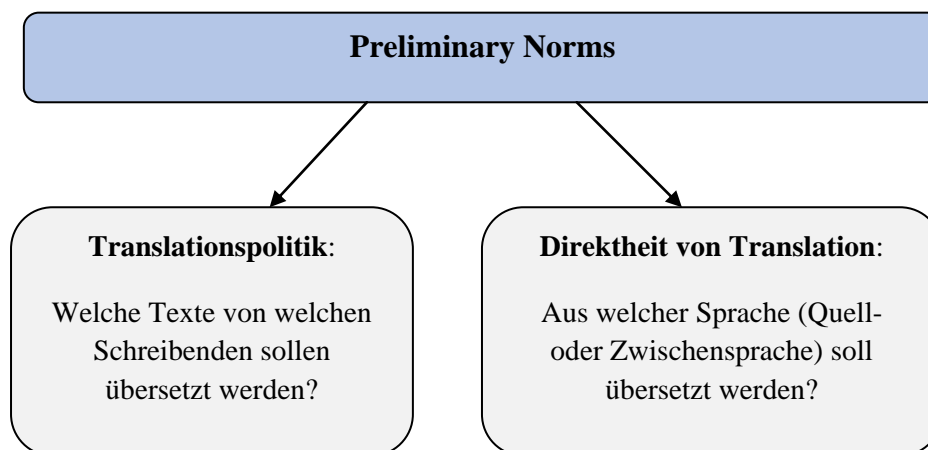 Preliminary Norms
Translationspolitik:
Welche Texte von welchen
Schreibenden sollen
übersetzt werden?
Direktheit von Translation:
Aus welcher Sprache (Quell-
oder Zwischensprache) soll
übersetzt werden?